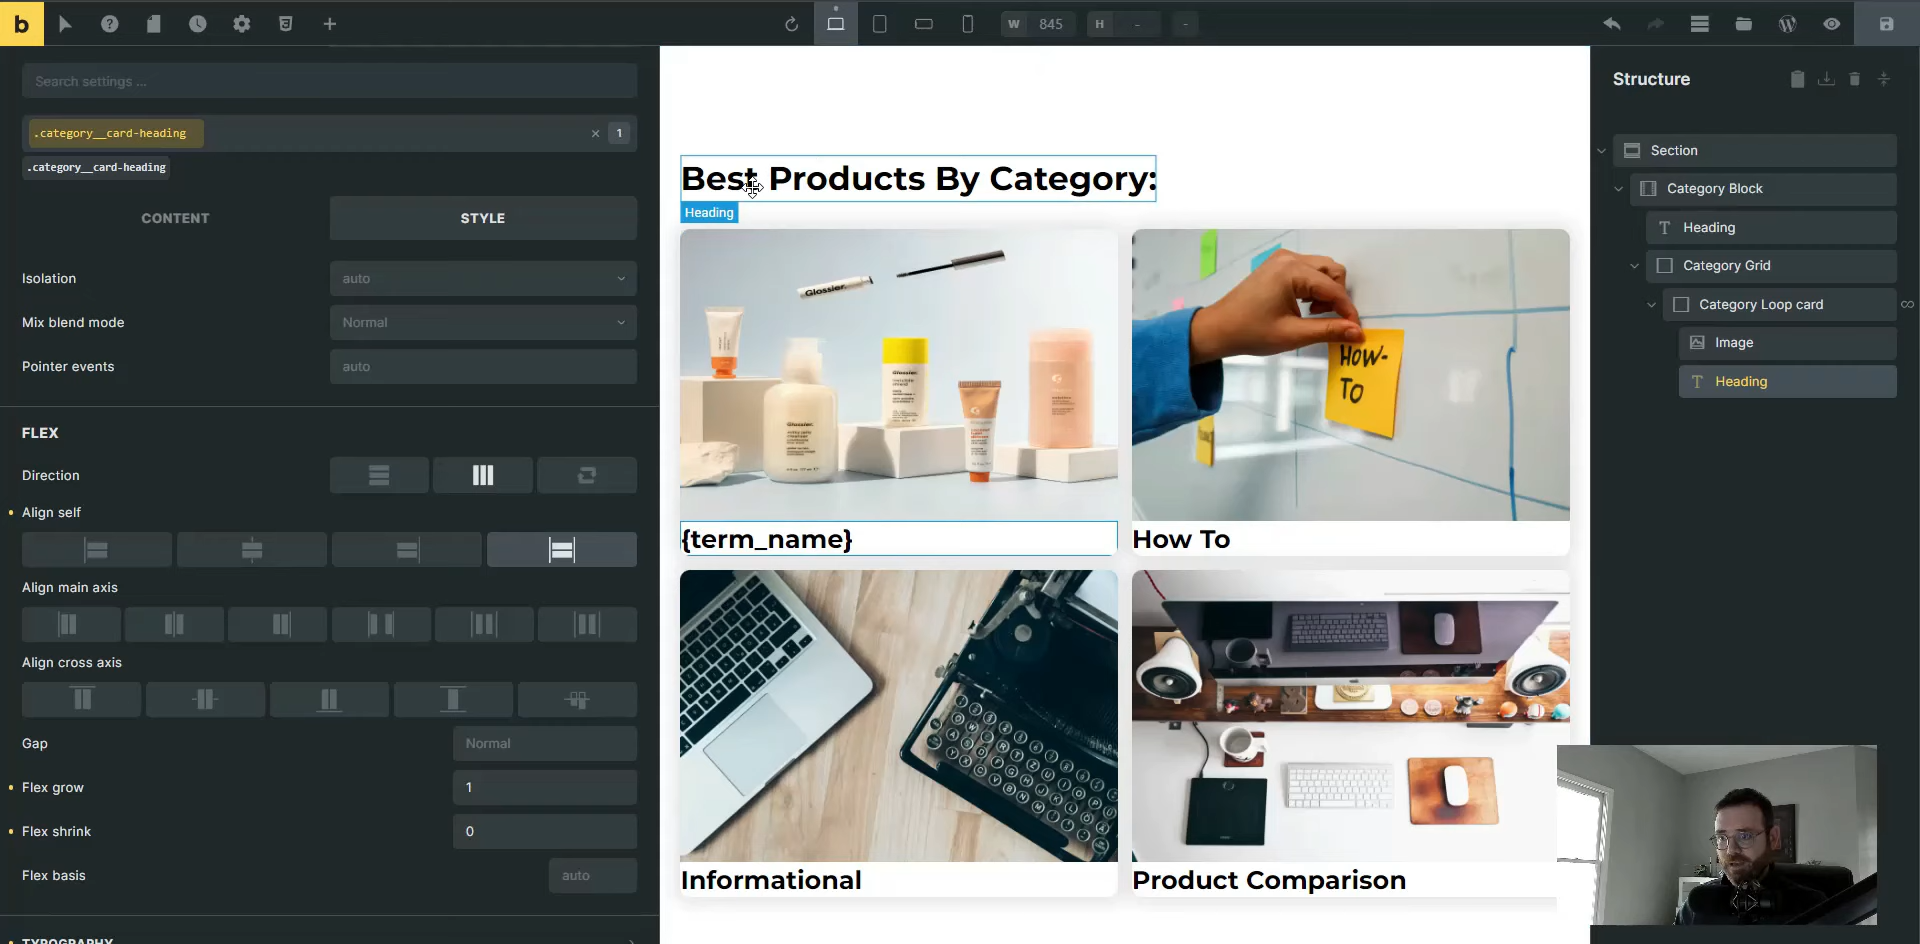 b
W 845 H - -
Search settings ...
.category__card-heading × 1
.category__card-heading
CONTENT STYLE
Isolation auto
Mix blend mode Normal
Pointer events auto
FLEX
Direction
Align self
Align main axis
Align cross axis
Gap Normal
Flex grow 1
Flex shrink 0
Flex basis auto
TYPOGRAPHY
Best Products By Category:
Heading
Glossier.
Glossier.
Glossier.
HOW-
TO
{term_name}
How To
Informational
Product Comparison
Structure
Section
Category Block
Heading
Category Grid
Category Loop card
Image
Heading